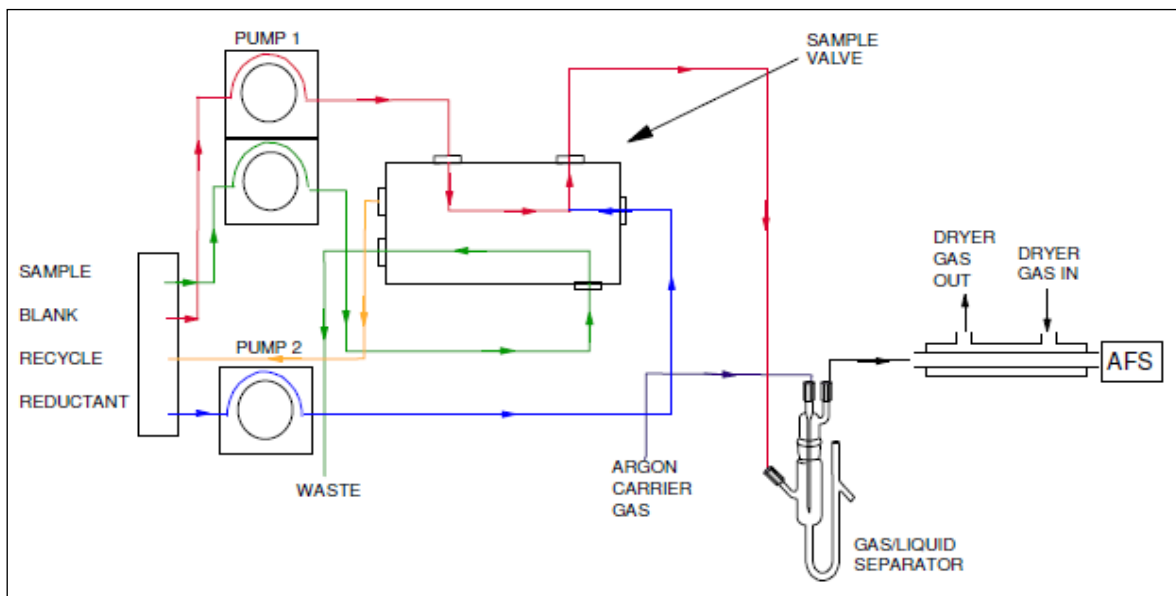 PUMP 1
SAMPLE
VALVE
SAMPLE
BLANK
RECYCLE
REDUCTANT
PUMP 2
WASTE
ARGON
CARRIER
GAS
DRYER
GAS
OUT
DRYER
GAS IN
AFS
GAS/LIQUID
SEPARATOR